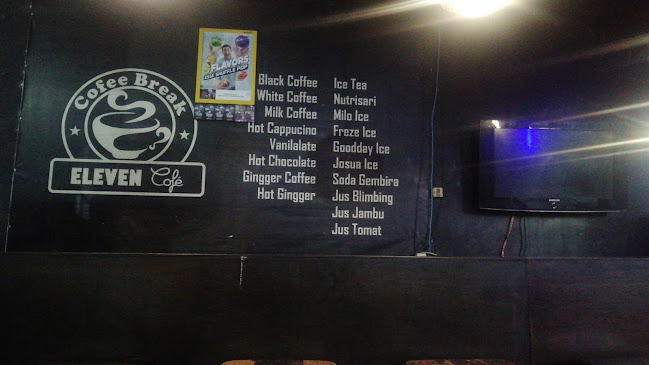 Cofee Break
ELEVEN Cafe
FLAVORS
Black Coffee
White Coffee
Milk Coffee
Hot Cappucino
Vanilalate
Hot Chocolate
Gingger Coffee
Hot Gingger
Ice Tea
Nutrisari
Milo Ice
Freze Ice
Goodday Ice
Josua Ice
Soda Gembira
Jus Blimbing
Jus Jambu
Jus Tomat